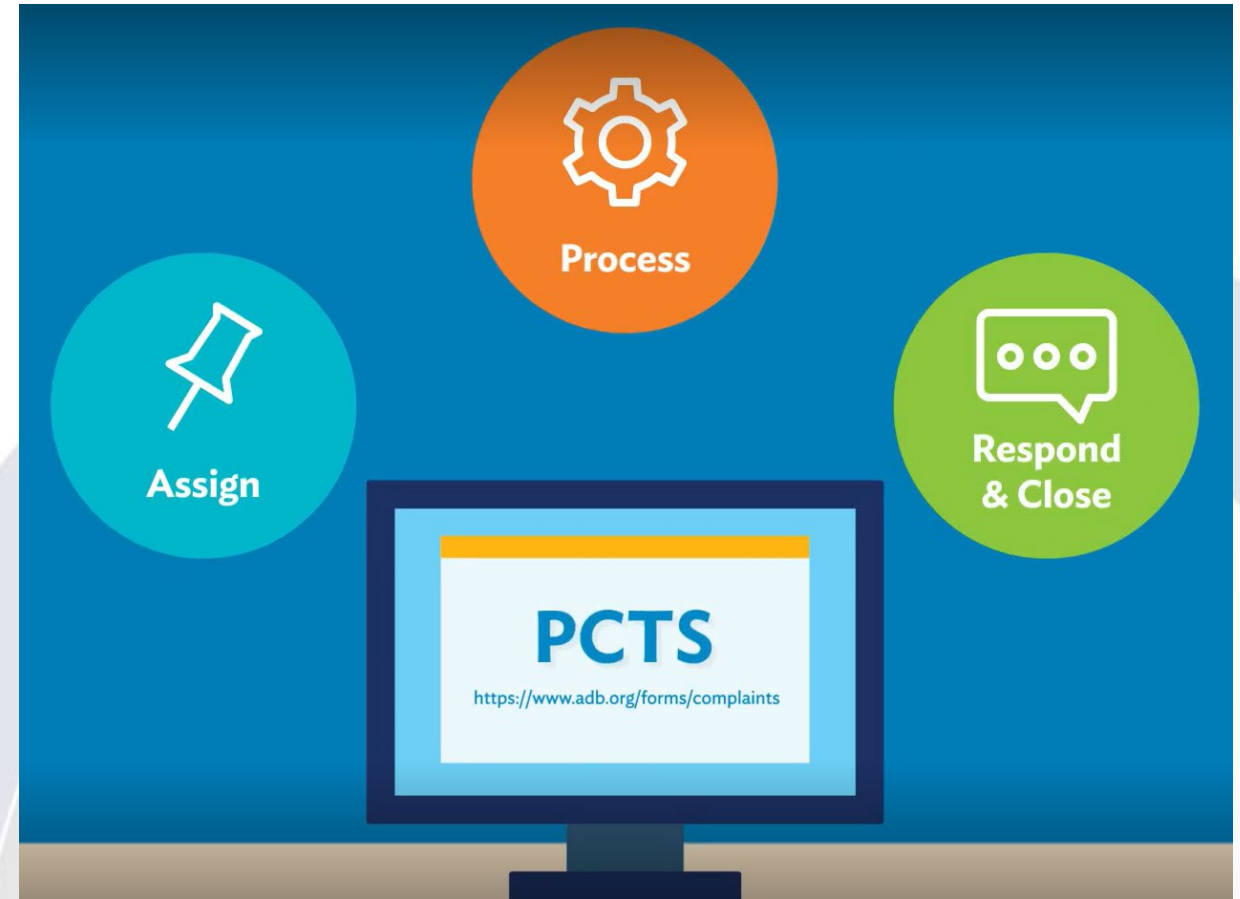 Process
Assign
Respond
& Close
PCTS
https://www.adb.org/forms/complaints